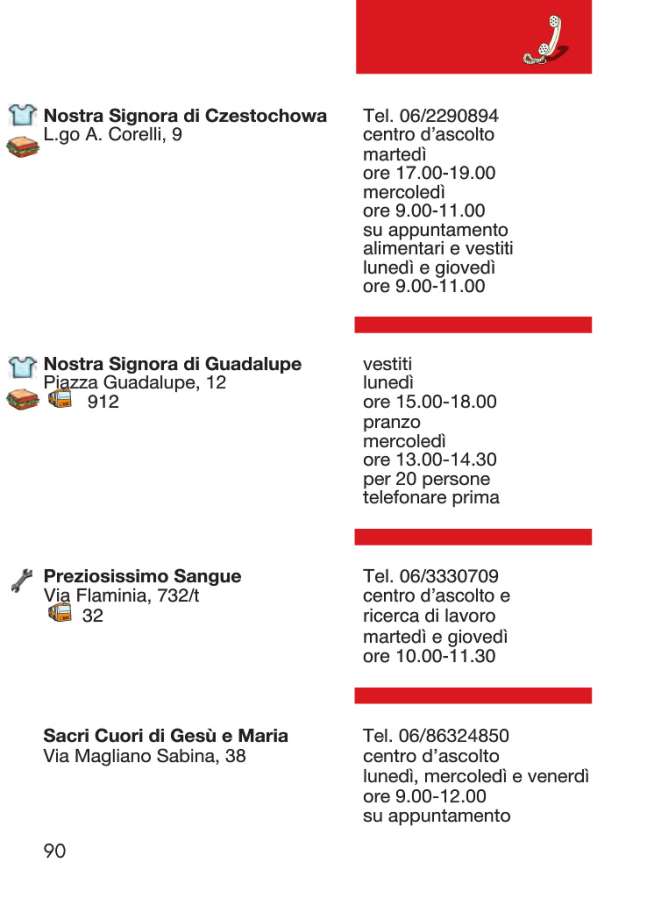 Nostra Signora di Czestochowa
L.go A. Corelli, 9
Tel. 06/2290894
centro d'ascolto
martedì
ore 17.00-19.00
mercoledì
ore 9.00-11.00
su appuntamento
alimentari e vestiti
lunedì e giovedì
ore 9.00-11.00
Nostra Signora di Guadalupe
Piazza Guadalupe, 12
912
vestiti
lunedì
ore 15.00-18.00
pranzo
mercoledì
ore 13.00-14.30
per 20 persone
telefonare prima
Preziosissimo Sangue
Via Flaminia, 732/t
32
Tel. 06/3330709
centro d'ascolto e
ricerca di lavoro
martedì e giovedì
ore 10.00-11.30
Sacri Cuori di Gesù e Maria
Via Magliano Sabina, 38
Tel. 06/86324850
centro d'ascolto
lunedì, mercoledì e venerdì
ore 9.00-12.00
su appuntamento
90